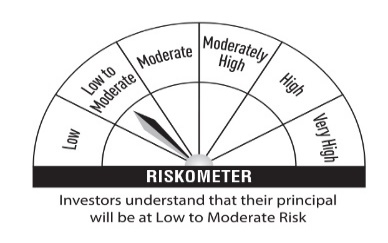 Low
Low to
Moderate
Moderate
Moderately
High
High
Very High
RISKOMETER
Investors understand that their principal
will be at Low to Moderate Risk